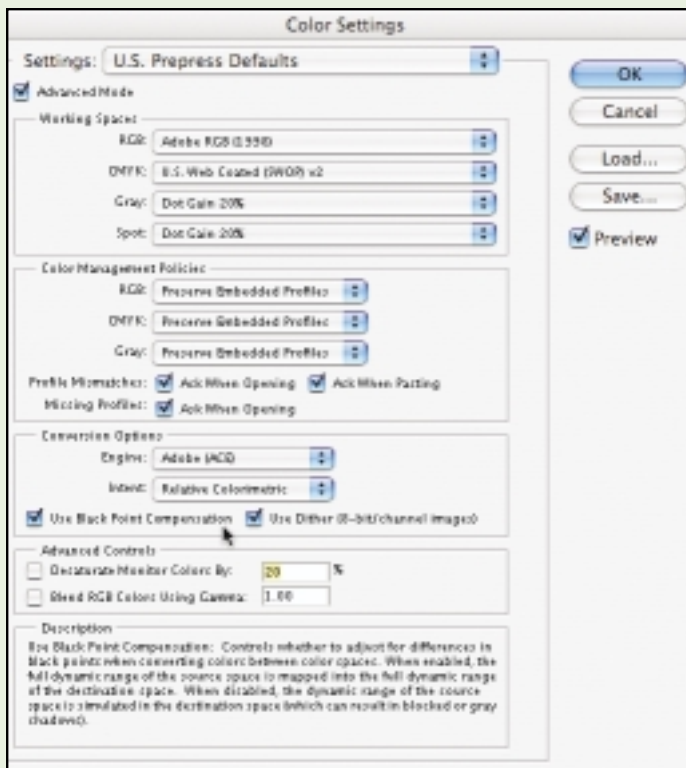 Color Settings
Settings: U.S. Prepress Defaults
OK
Advanced Mode
Cancel
Working Spaces
RGB: Adobe RGB (1998)
CMYK: U.S. Web Coated (SWOP) v2
Load...
Gray: Dot Gain 20%
Save...
Spot: Dot Gain 20%
Preview
Color Management Policies
RGB: Preserve Embedded Profiles
CMYK: Preserve Embedded Profiles
Gray: Preserve Embedded Profiles
Profile Mismatches: Ask When Opening Ask When Pasting
Missing Profiles: Ask When Opening
Conversion Options
Engine: Adobe (ACE)
Intent: Relative Colorimetric
Use Black Point Compensation Use Dither (8-bit/channel images)
Advanced Controls
Desaturate Monitor Colors By: 20 %
Blend RGB Colors Using Gamma: 1.00
Description
Use Black Point Compensation: Controls whether to adjust for differences in
black points when converting colors between color spaces. When enabled, the
full dynamic range of the source space is mapped into the full dynamic range
of the destination space. When disabled, the dynamic range of the source
space is simulated in the destination space (which can result in blocked or gray
shadows).